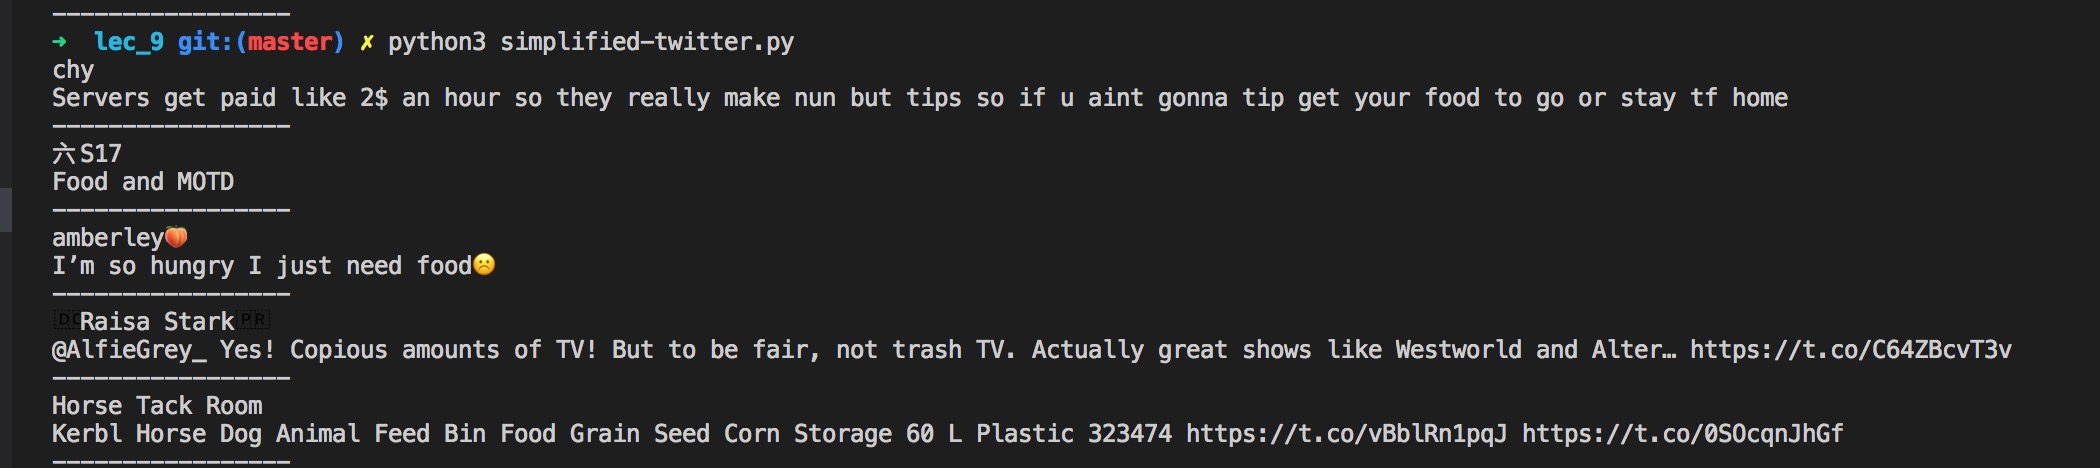 -----------------
➜  lec_9 git:(master) ✗ python3 simplified-twitter.py
chy
Servers get paid like 2$ an hour so they really make nun but tips so if u aint gonna tip get your food to go or stay tf home
-----------------
六S17
Food and MOTD
-----------------
amberley🍑
I’m so hungry I just need food☹️
-----------------
🇩🇴Raisa Stark🇵🇷
@AlfieGrey_ Yes! Copious amounts of TV! But to be fair, not trash TV. Actually great shows like Westworld and Alter… https://t.co/C64ZBcvT3v
-----------------
Horse Tack Room
Kerbl Horse Dog Animal Feed Bin Food Grain Seed Corn Storage 60 L Plastic 323474 https://t.co/vBblRn1pqJ https://t.co/0SOcqnJhGf
-----------------